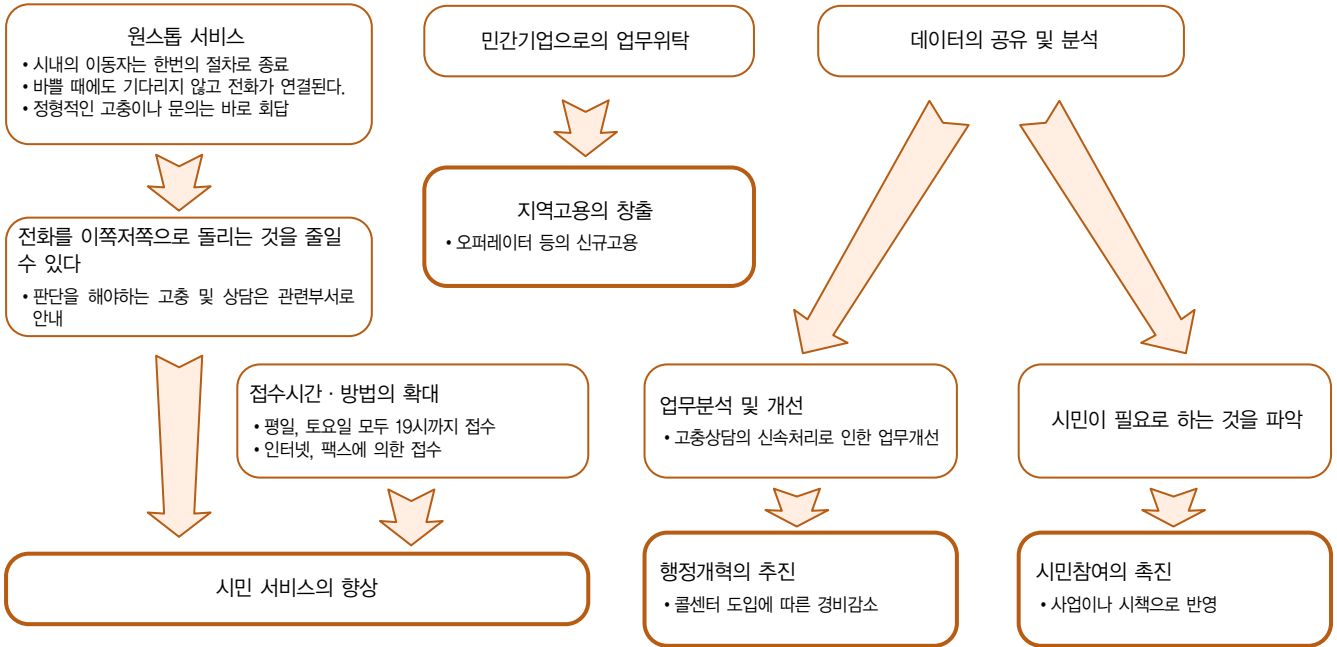 원스톱 서비스
• 시내의 이동자는 한번의 절차로 종료
• 바쁠 때에도 기다리지 않고 전화가 연결된다.
• 정형적인 고충이나 문의는 바로 회답
민간기업으로의 업무위탁
데이터의 공유 및 분석
전화를 이쪽저쪽으로 돌리는 것을 줄일
수 있다
• 판단을 해야하는 고충 및 상담은 관련부서로
안내
지역고용의 창출
• 오퍼레이터 등의 신규고용
접수시간 · 방법의 확대
• 평일, 토요일 모두 19시까지 접수
• 인터넷, 팩스에 의한 접수
업무분석 및 개선
• 고충상담의 신속처리로 인한 업무개선
시민이 필요로 하는 것을 파악
시민 서비스의 향상
행정개혁의 추진
• 콜센터 도입에 따른 경비감소
시민참여의 촉진
• 사업이나 시책으로 반영